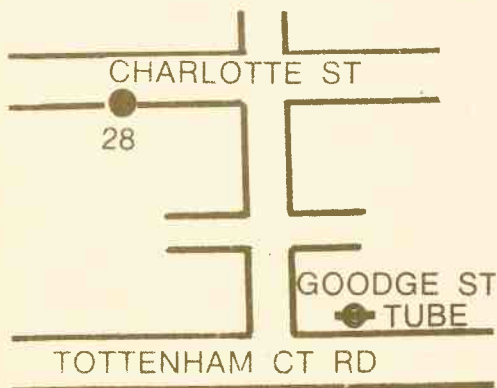 CHARLOTTE ST
28
GOODGE ST
TUBE
TOTTENHAM CT RD